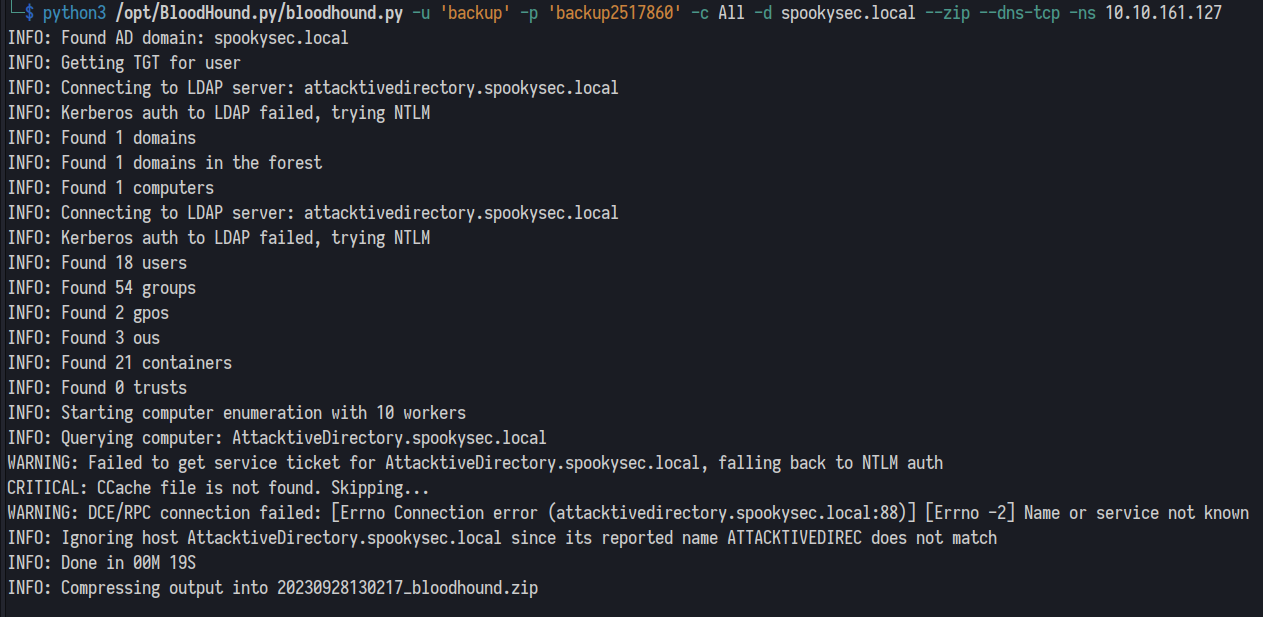 └─$ python3 /opt/BloodHound.py/bloodhound.py -u 'backup' -p 'backup2517860' -c All -d spookysec.local --zip --dns-tcp -ns 10.10.161.127
INFO: Found AD domain: spookysec.local
INFO: Getting TGT for user
INFO: Connecting to LDAP server: attacktivedirectory.spookysec.local
INFO: Kerberos auth to LDAP failed, trying NTLM
INFO: Found 1 domains
INFO: Found 1 domains in the forest
INFO: Found 1 computers
INFO: Connecting to LDAP server: attacktivedirectory.spookysec.local
INFO: Kerberos auth to LDAP failed, trying NTLM
INFO: Found 18 users
INFO: Found 54 groups
INFO: Found 2 gpos
INFO: Found 3 ous
INFO: Found 21 containers
INFO: Found 0 trusts
INFO: Starting computer enumeration with 10 workers
INFO: Querying computer: AttacktiveDirectory.spookysec.local
WARNING: Failed to get service ticket for AttacktiveDirectory.spookysec.local, falling back to NTLM auth
CRITICAL: CCache file is not found. Skipping...
WARNING: DCE/RPC connection failed: [Errno Connection error (attacktivedirectory.spookysec.local:88)] [Errno -2] Name or service not known
INFO: Ignoring host AttacktiveDirectory.spookysec.local since its reported name ATTACKTIVEDIREC does not match
INFO: Done in 00M 19S
INFO: Compressing output into 20230928130217_bloodhound.zip